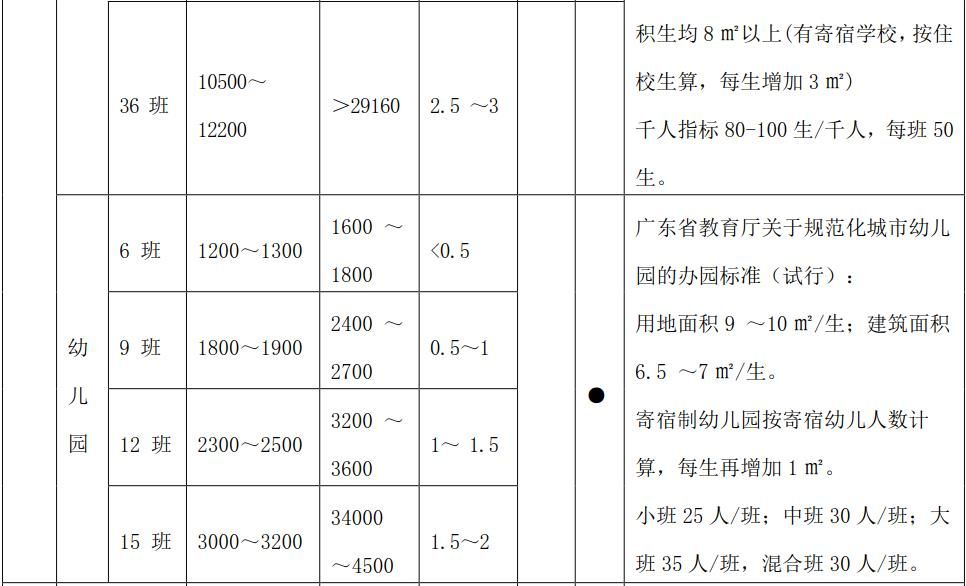 积生均 8 ㎡以上(有寄宿学校，按住
校生算，每生增加 3 ㎡)
千人指标 80-100 生/千人，每班 50
生。
36 班
10500～
12200
＞29160
2.5 ～3
幼
儿
园
6 班
1200～1300
1600 ～
1800
<0.5
9 班
1800～1900
2400 ～
2700
0.5～1
12 班
2300～2500
3200 ～
3600
1～ 1.5
15 班
3000～3200
34000
～4500
1.5～2
●
广东省教育厅关于规范化城市幼儿
园的办园标准（试行）：
用地面积 9 ～10 ㎡/生；建筑面积
6.5 ～7 ㎡/生。
寄宿制幼儿园按寄宿幼儿人数计
算，每生再增加 1 ㎡。
小班 25 人/班；中班 30 人/班；大
班 35 人/班，混合班 30 人/班。